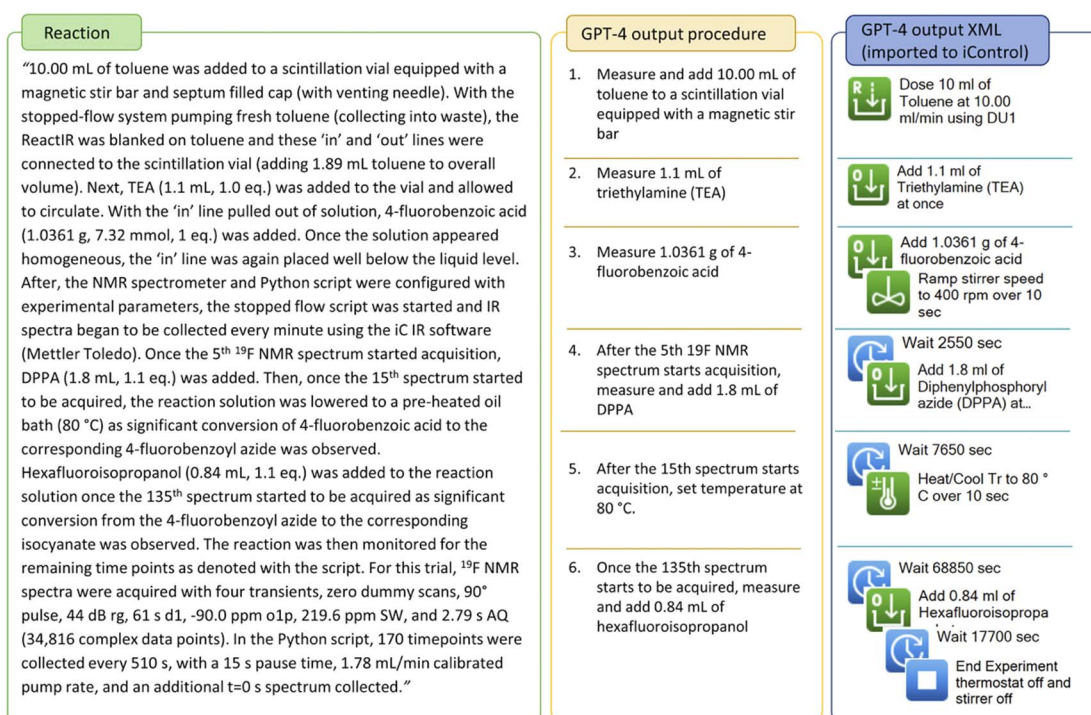 Reaction
“10.00 mL of toluene was added to a scintillation vial equipped with a
magnetic stir bar and septum filled cap (with venting needle). With the
stopped-flow system pumping fresh toluene (collecting into waste), the
ReactIR was blanked on toluene and these ‘in’ and ‘out’ lines were
connected to the scintillation vial (adding 1.89 mL toluene to overall
volume). Next, TEA (1.1 mL, 1.0 eq.) was added to the vial and allowed
to circulate. With the ‘in’ line pulled out of solution, 4-fluorobenzoic acid
(1.0361 g, 7.32 mmol, 1 eq.) was added. Once the solution appeared
homogeneous, the ‘in’ line was again placed well below the liquid level.
After, the NMR spectrometer and Python script were configured with
experimental parameters, the stopped flow script was started and IR
spectra began to be collected every minute using the iC IR software
(Mettler Toledo). Once the 5th 19F NMR spectrum started acquisition,
DPPA (1.8 mL, 1.1 eq.) was added. Then, once the 15th spectrum started
to be acquired, the reaction solution was lowered to a pre-heated oil
bath (80 °C) as significant conversion of 4-fluorobenzoic acid to the
corresponding 4-fluorobenzoyl azide was observed.
Hexafluoroisopropanol (0.84 mL, 1.1 eq.) was added to the reaction
solution once the 135th spectrum started to be acquired as significant
conversion from the 4-fluorobenzoyl azide to the corresponding
isocyanate was observed. The reaction was then monitored for the
remaining time points as denoted with the script. For this trial, 19F NMR
spectra were acquired with four transients, zero dummy scans, 90°
pulse, 44 dB rg, 61 s d1, -90.0 ppm o1p, 219.6 ppm SW, and 2.79 s AQ
(34,816 complex data points). In the Python script, 170 timepoints were
collected every 510 s, with a 15 s pause time, 1.78 mL/min calibrated
pump rate, and an additional t=0 s spectrum collected.”
GPT-4 output procedure
1. Measure and add 10.00 mL of
toluene to a scintillation vial
equipped with a magnetic stir
bar
2. Measure 1.1 mL of
triethylamine (TEA)
3. Measure 1.0361 g of 4-
fluorobenzoic acid
4. After the 5th 19F NMR
spectrum starts acquisition,
measure and add 1.8 mL of
DPPA
5. After the 15th spectrum starts
acquisition, set temperature at
80 °C.
6. Once the 135th spectrum
starts to be acquired, measure
and add 0.84 mL of
hexafluoroisopropanol
GPT-4 output XML
(imported to iControl)
R
Dose 10 ml of
Toluene at 10.00
ml/min using DU1
0
Add 1.1 ml of
Triethylamine (TEA)
at once
0
Add 1.0361 g of 4-
fluorobenzoic acid
Ramp stirrer speed
to 400 rpm over 10
sec
Wait 2550 sec
0
Add 1.8 ml of
Diphenylphosphoryl
azide (DPPA) at...
Wait 7650 sec
±
Heat/Cool Tr to 80 °
C over 10 sec
Wait 68850 sec
0
Add 0.84 ml of
Hexafluoroisopropa
Wait 17700 sec
End Experiment
thermostat off and
stirrer off